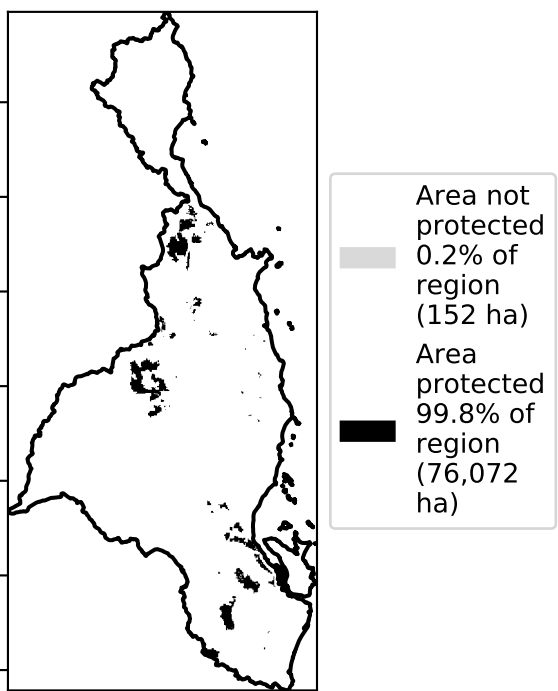 Area not
protected
0.2% of
region
(152 ha)
Area
protected
99.8% of
region
(76,072
ha)